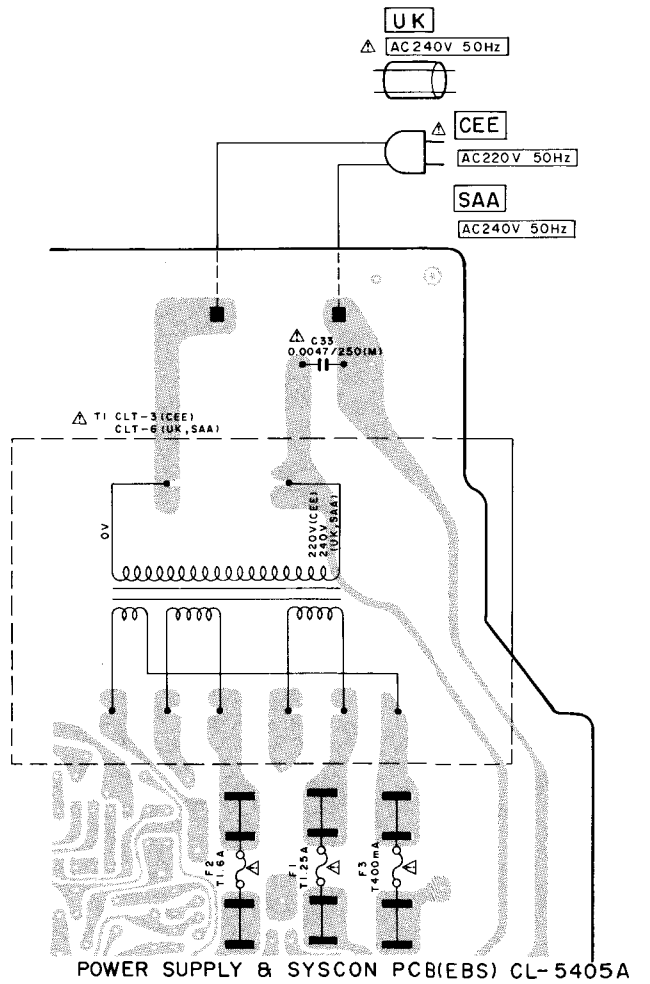 UK
AC240V 50Hz
CEE
AC220V 50Hz
SAA
AC240V 50Hz
C33
0.0047/250(M)
T1 CLT-3(CEE)
CLT-6(UK,SAA)
0V
220V(CEE)
240V
(UK,SAA)
F2
T1.6A
F1
T1.25A
F3
T400mA
POWER SUPPLY & SYSCON PCB(EBS) CL-5405A